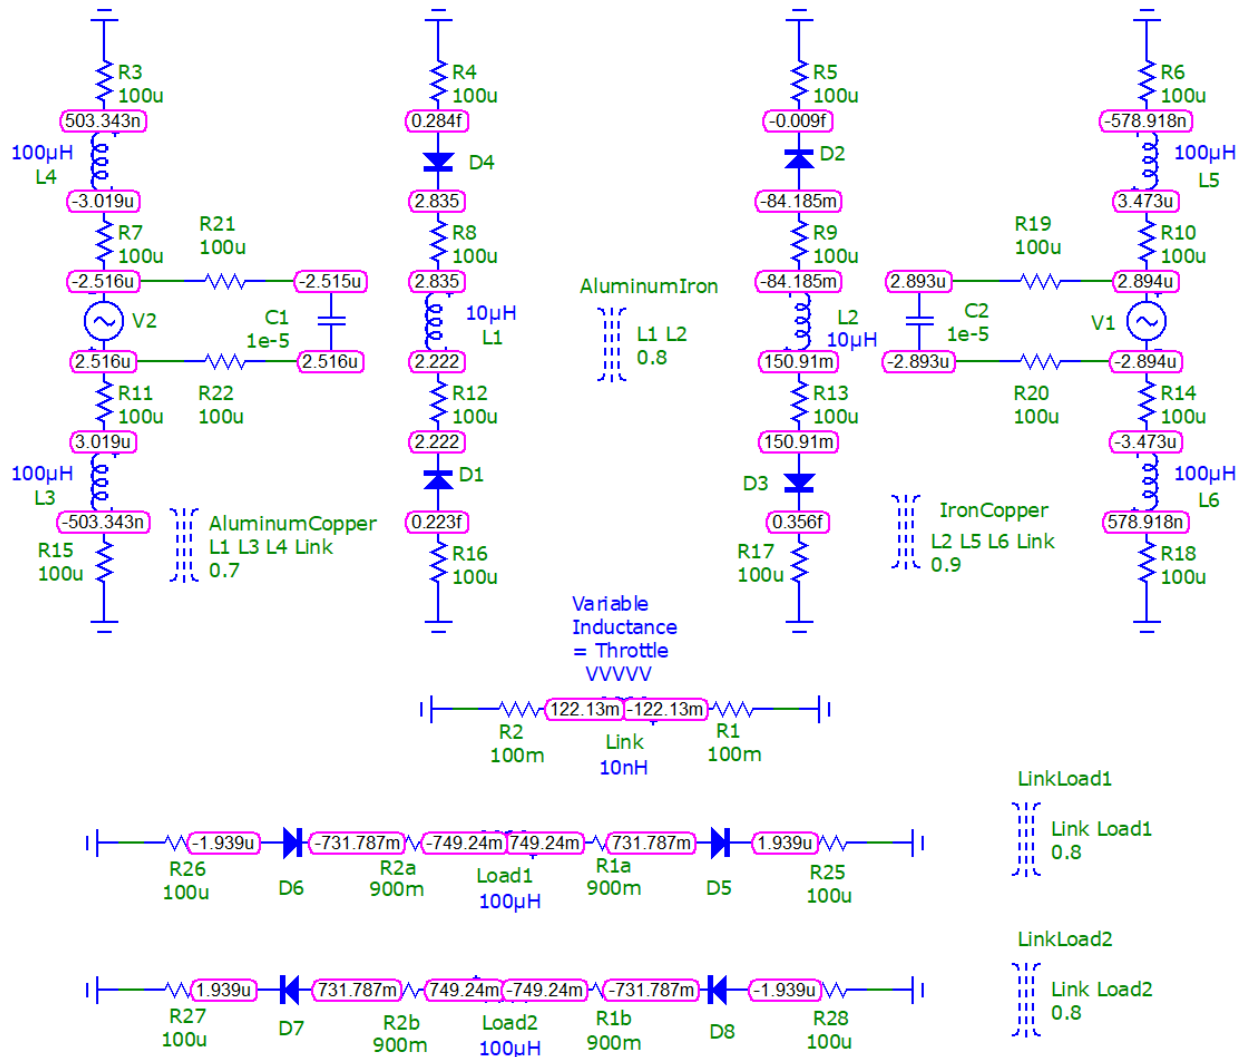 R3
100u
R4
100u
R5
100u
R6
100u
503.343n
0.284f
-0.009f
-578.918n
100µH
L4
D4
D2
100µH
L5
-3.019u
2.835
-84.185m
3.473u
R7
100u
R21
100u
R8
100u
R9
100u
R19
100u
R10
100u
-2.516u
-2.515u
2.835
AluminumIron
-84.185m
2.893u
2.894u
V2
C1
1e-5
10µH
L1
L1 L2
0.8
L2
10µH
C2
1e-5
V1
2.516u
2.516u
2.222
150.91m
-2.893u
-2.894u
R11
100u
R22
100u
R12
100u
R13
100u
R20
100u
R14
100u
3.019u
2.222
150.91m
-3.473u
100µH
L3
D1
D3
100µH
L6
-503.343n
AluminumCopper
L1 L3 L4 Link
0.7
0.223f
0.356f
IronCopper
L2 L5 L6 Link
0.9
578.918n
R15
100u
R16
100u
R17
100u
R18
100u
Variable
Inductance
= Throttle
VVVVV
122.13m
-122.13m
R2
100m
Link
10nH
R1
100m
LinkLoad1
Link Load1
0.8
-1.939u
-731.787m
-749.24m
749.24m
731.787m
1.939u
R26
100u
D6
R2a
900m
Load1
100µH
R1a
900m
D5
R25
100u
LinkLoad2
Link Load2
0.8
1.939u
731.787m
749.24m
-749.24m
-731.787m
-1.939u
R27
100u
D7
R2b
900m
Load2
100µH
R1b
900m
D8
R28
100u